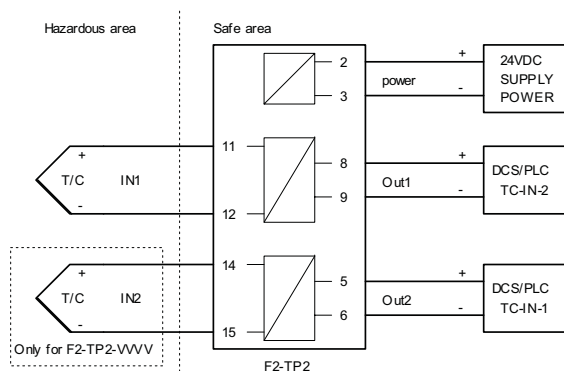 Hazardous area
Safe area
2
+
24VDC
SUPPLY
POWER
3
power
-
11
+
T/C
IN1
-
12
8
+
DCS/PLC
TC-IN-2
Out1
9
-
14
+
T/C
IN2
-
15
5
+
DCS/PLC
TC-IN-1
Out2
6
-
Only for F2-TP2-VVVV
F2-TP2